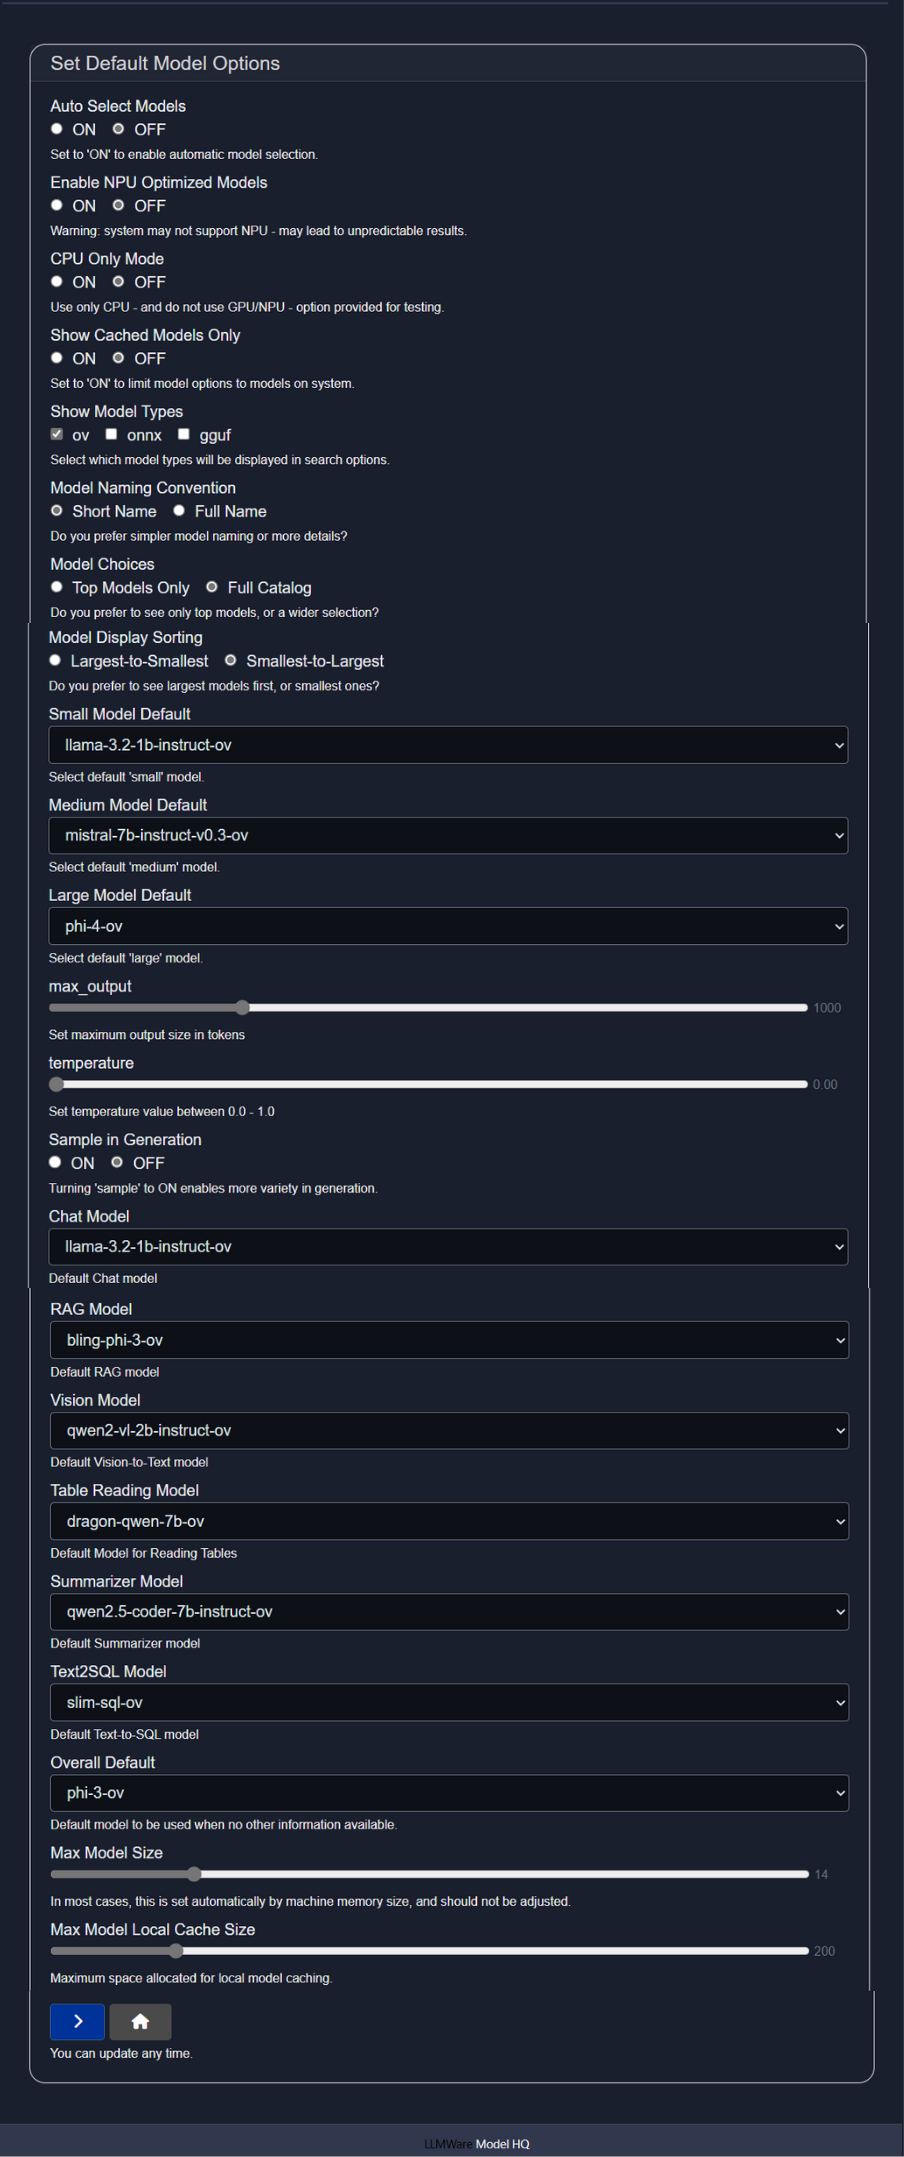 Set Default Model Options
Auto Select Models
ON OFF
Set to 'ON' to enable automatic model selection.
Enable NPU Optimized Models
ON OFF
Warning: system may not support NPU - may lead to unpredictable results.
CPU Only Mode
ON OFF
Use only CPU - and do not use GPU/NPU - option provided for testing.
Show Cached Models Only
ON OFF
Set to 'ON' to limit model options to models on system.
Show Model Types
ov onnx gguf
Select which model types will be displayed in search options.
Model Naming Convention
Short Name Full Name
Do you prefer simpler model naming or more details?
Model Choices
Top Models Only Full Catalog
Do you prefer to see only top models, or a wider selection?
Model Display Sorting
Largest-to-Smallest Smallest-to-Largest
Do you prefer to see largest models first, or smallest ones?
Small Model Default
llama-3.2-1b-instruct-ov
Select default 'small' model.
Medium Model Default
mistral-7b-instruct-v0.3-ov
Select default 'medium' model.
Large Model Default
phi-4-ov
Select default 'large' model.
max_output
1000
Set maximum output size in tokens
temperature
0.00
Set temperature value between 0.0 - 1.0
Sample in Generation
ON OFF
Turning 'sample' to ON enables more variety in generation.
Chat Model
llama-3.2-1b-instruct-ov
Default Chat model
RAG Model
bling-phi-3-ov
Default RAG model
Vision Model
qwen2-vl-2b-instruct-ov
Default Vision-to-Text model
Table Reading Model
dragon-qwen-7b-ov
Default Model for Reading Tables
Summarizer Model
qwen2.5-coder-7b-instruct-ov
Default Summarizer model
Text2SQL Model
slim-sql-ov
Default Text-to-SQL model
Overall Default
phi-3-ov
Default model to be used when no other information available.
Max Model Size
14
In most cases, this is set automatically by machine memory size, and should not be adjusted.
Max Model Local Cache Size
200
Maximum space allocated for local model caching.
You can update any time.
LLMWare Model HQ